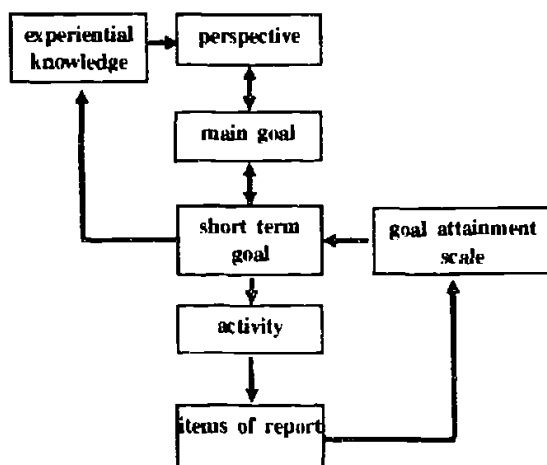 experiential
knowledge
perspective
main goal
short term
goal
goal attainment
scale
activity
items of report